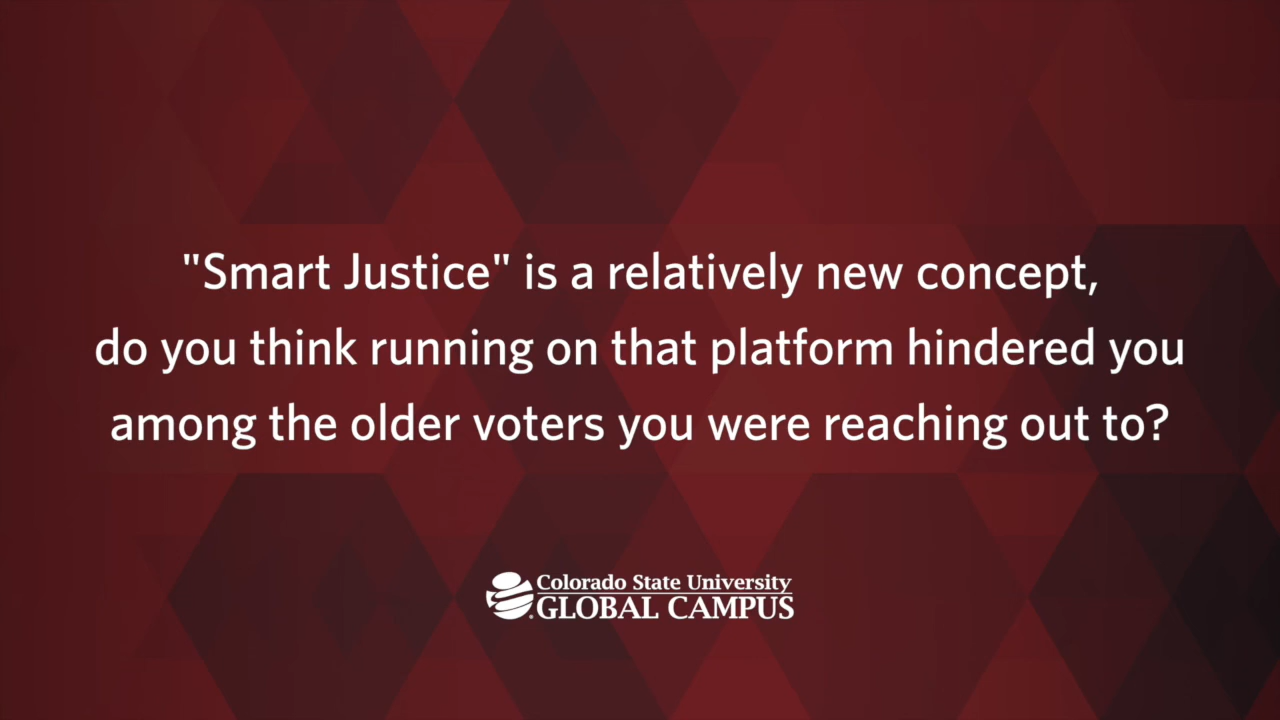 "Smart Justice" is a relatively new concept,
do you think running on that platform hindered you
among the older voters you were reaching out to?
Colorado State University
GLOBAL CAMPUS